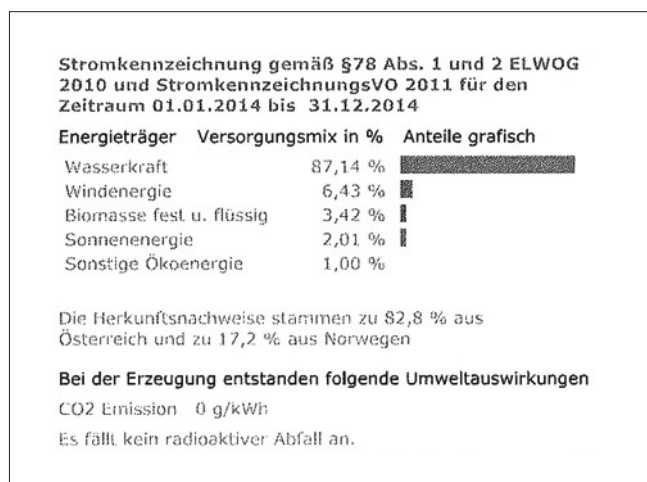 Stromkennzeichnung gemäß §78 Abs. 1 und 2 ELWOG
2010 und StromkennzeichnungsVO 2011 für den
Zeitraum 01.01.2014 bis 31.12.2014
Energieträger Versorgungsmix in % Anteile grafisch
Wasserkraft 87,14 %
Windenergie 6,43 %
Biomasse fest u. flüssig 3,42 %
Sonnenenergie 2,01 %
Sonstige Ökoenergie 1,00 %
Die Herkunftsnachweise stammen zu 82,8 % aus
Österreich und zu 17,2 % aus Norwegen
Bei der Erzeugung entstanden folgende Umweltauswirkungen
CO2 Emission 0 g/kWh
Es fällt kein radioaktiver Abfall an.